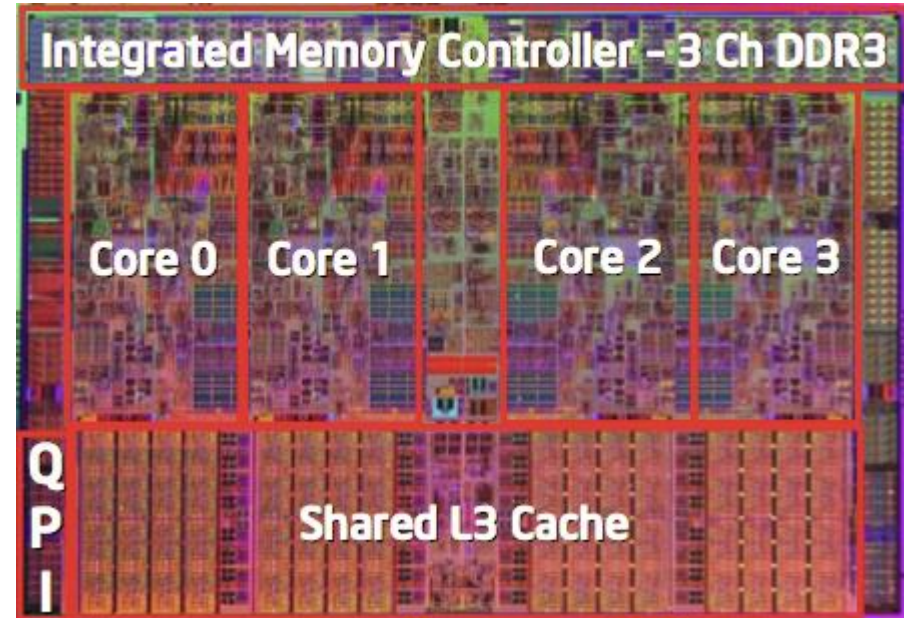 Integrated Memory Controller – 3 Ch DDR3
Core 0
Core 1
Core 2
Core 3
Q
P
I
Shared L3 Cache